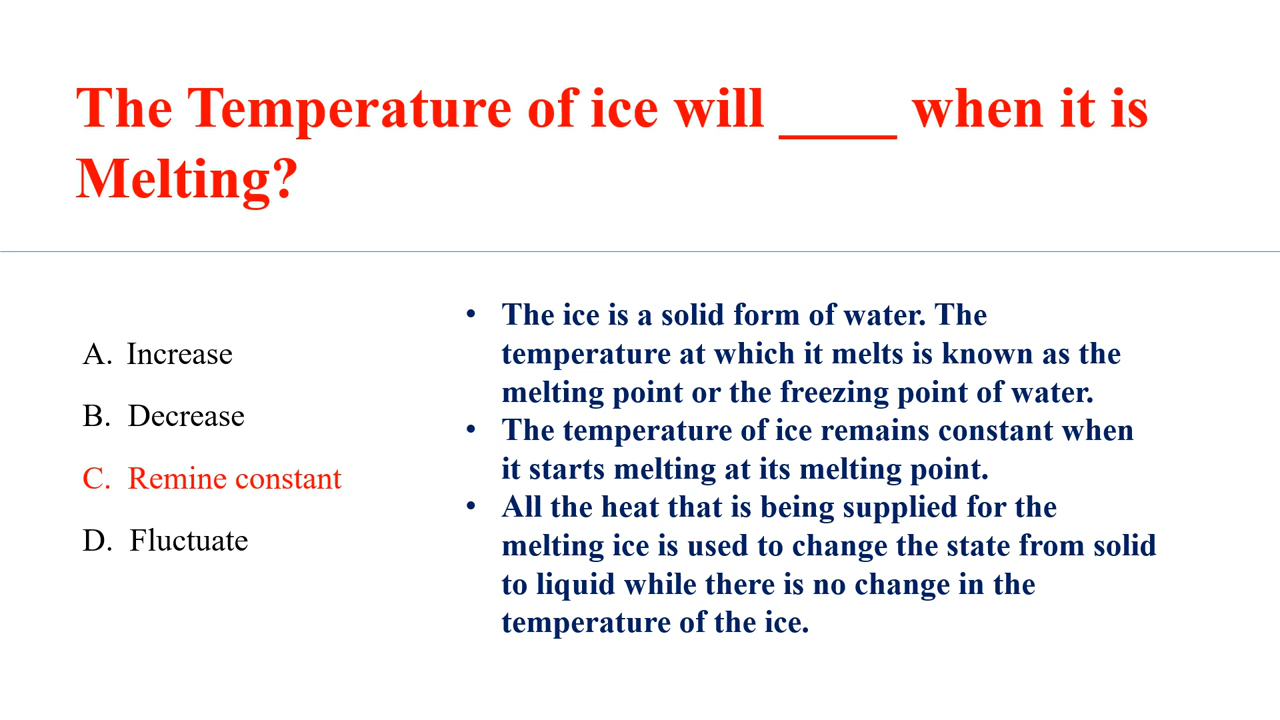 The Temperature of ice will ____ when it is
Melting?
A. Increase
B. Decrease
C. Remine constant
D. Fluctuate
• The ice is a solid form of water. The
temperature at which it melts is known as the
melting point or the freezing point of water.
• The temperature of ice remains constant when
it starts melting at its melting point.
• All the heat that is being supplied for the
melting ice is used to change the state from solid
to liquid while there is no change in the
temperature of the ice.